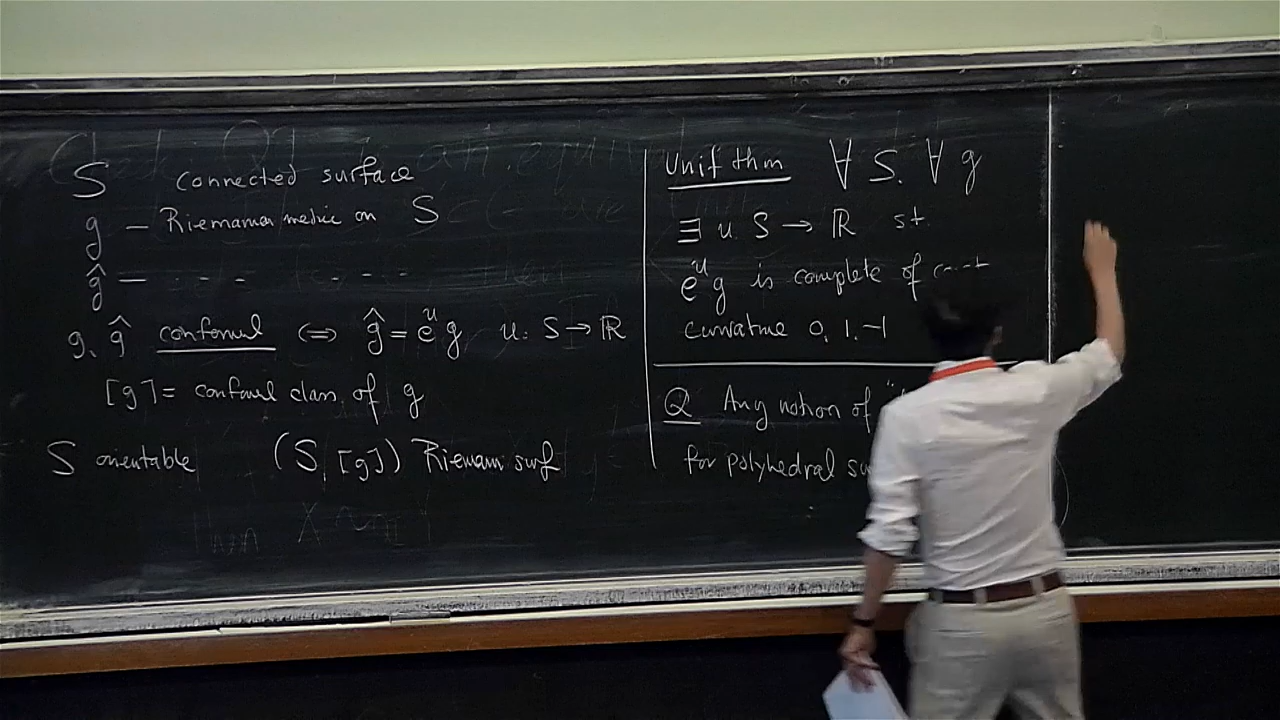 S connected surface
g – Riemannian metric on S
ĝ – - - - - - -
g, ĝ conformal ⇔ ĝ = e^u g u: S → ℝ
[g] = conformal class of g
S orientable (S, [g]) Riemann surf
Unif thm ∀ S. ∀ g
∃ u: S → ℝ st.
e^u g is complete of const
curvature 0, 1, -1
Q Any notion of
for polyhedral